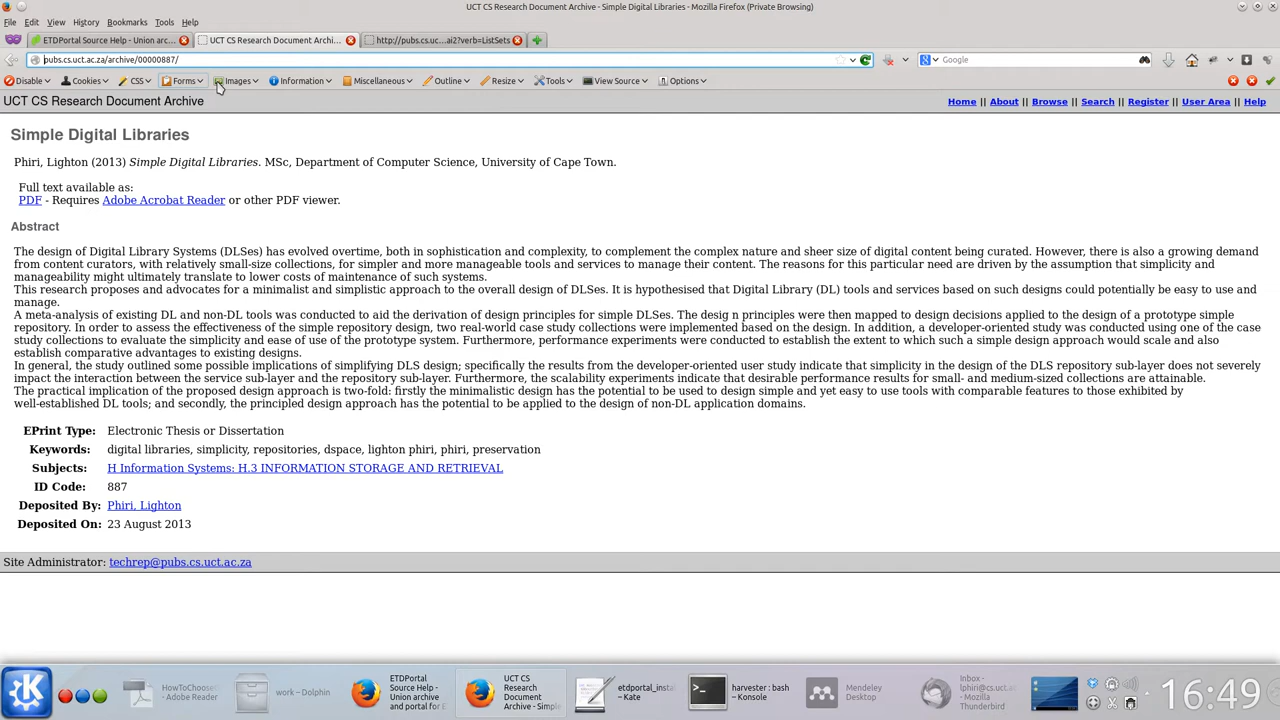 UCT CS Research Document Archive - Simple Digital Libraries - Mozilla Firefox (Private Browsing)
File Edit View History Bookmarks Tools Help
ETDPortal Source Help - Union arc... UCT CS Research Document Archi... http://pubs.cs.uc...ai2?verb=ListSets
pubs.cs.uct.ac.za/archive/00000887/ Google
Disable Cookies CSS Forms Images Information Miscellaneous Outline Resize Tools View Source Options
UCT CS Research Document Archive Home || About || Browse || Search || Register || User Area || Help
Simple Digital Libraries
Phiri, Lighton (2013) Simple Digital Libraries. MSc, Department of Computer Science, University of Cape Town.
Full text available as:
PDF - Requires Adobe Acrobat Reader or other PDF viewer.
Abstract
The design of Digital Library Systems (DLSes) has evolved overtime, both in sophistication and complexity, to complement the complex nature and sheer size of digital content being curated. However, there is also a growing demand
from content curators, with relatively small-size collections, for simpler and more manageable tools and services to manage their content. The reasons for this particular need are driven by the assumption that simplicity and
manageability might ultimately translate to lower costs of maintenance of such systems.
This research proposes and advocates for a minimalist and simplistic approach to the overall design of DLSes. It is hypothesised that Digital Library (DL) tools and services based on such designs could potentially be easy to use and
manage.
A meta-analysis of existing DL and non-DL tools was conducted to aid the derivation of design principles for simple DLSes. The desig n principles were then mapped to design decisions applied to the design of a prototype simple
repository. In order to assess the effectiveness of the simple repository design, two real-world case study collections were implemented based on the design. In addition, a developer-oriented study was conducted using one of the case
study collections to evaluate the simplicity and ease of use of the prototype system. Furthermore, performance experiments were conducted to establish the extent to which such a simple design approach would scale and also
establish comparative advantages to existing designs.
In general, the study outlined some possible implications of simplifying DLS design; specifically the results from the developer-oriented user study indicate that simplicity in the design of the DLS repository sub-layer does not severely
impact the interaction between the service sub-layer and the repository sub-layer. Furthermore, the scalability experiments indicate that desirable performance results for small- and medium-sized collections are attainable.
The practical implication of the proposed design approach is two-fold: firstly the minimalistic design has the potential to be used to design simple and yet easy to use tools with comparable features to those exhibited by
well-established DL tools; and secondly, the principled design approach has the potential to be applied to the design of non-DL application domains.
EPrint Type: Electronic Thesis or Dissertation
Keywords: digital libraries, simplicity, repositories, dspace, lighton phiri, phiri, preservation
Subjects: H Information Systems: H.3 INFORMATION STORAGE AND RETRIEVAL
ID Code: 887
Deposited By: Phiri, Lighton
Deposited On: 23 August 2013
Site Administrator: techrep@pubs.cs.uct.ac.za
HowToChoose
- Adobe Reader
work – Dolphin
ETDPortal
Source Help -
Union archive
and portal for E
UCT CS
Research
Document
Archive - Simple
etdportal_insta
– Kate
harvester : bash
– Konsole
Mendeley
Desktop
Inbox -
lphiri@cs.uct.ac
- Mozilla
Thunderbird
16:49